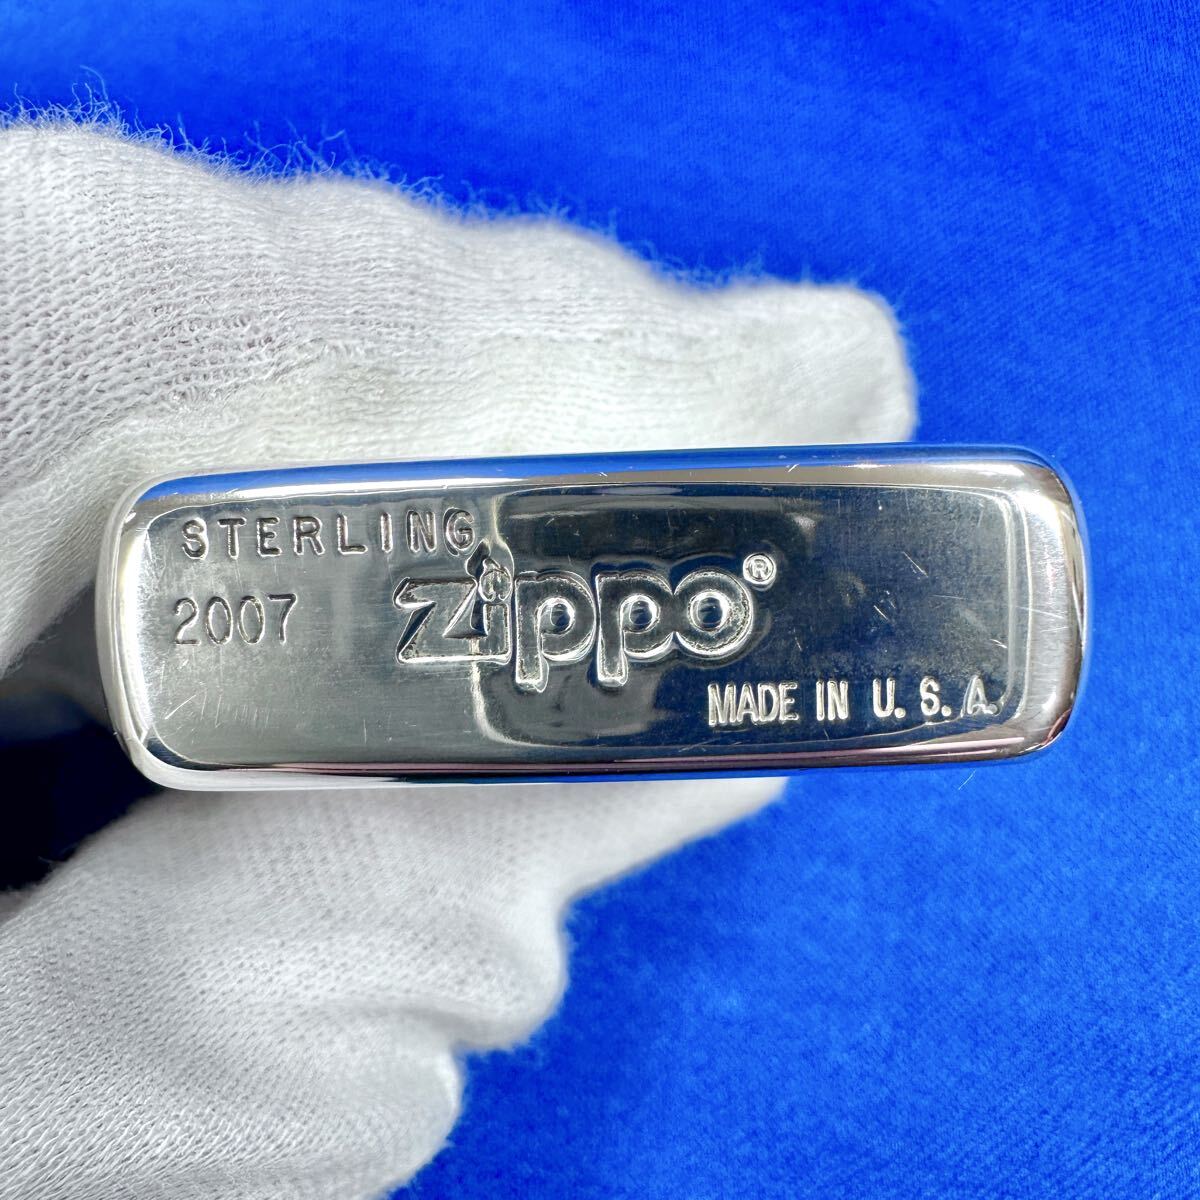 STERLING
2007
Zippo®
MADE IN U.S.A.